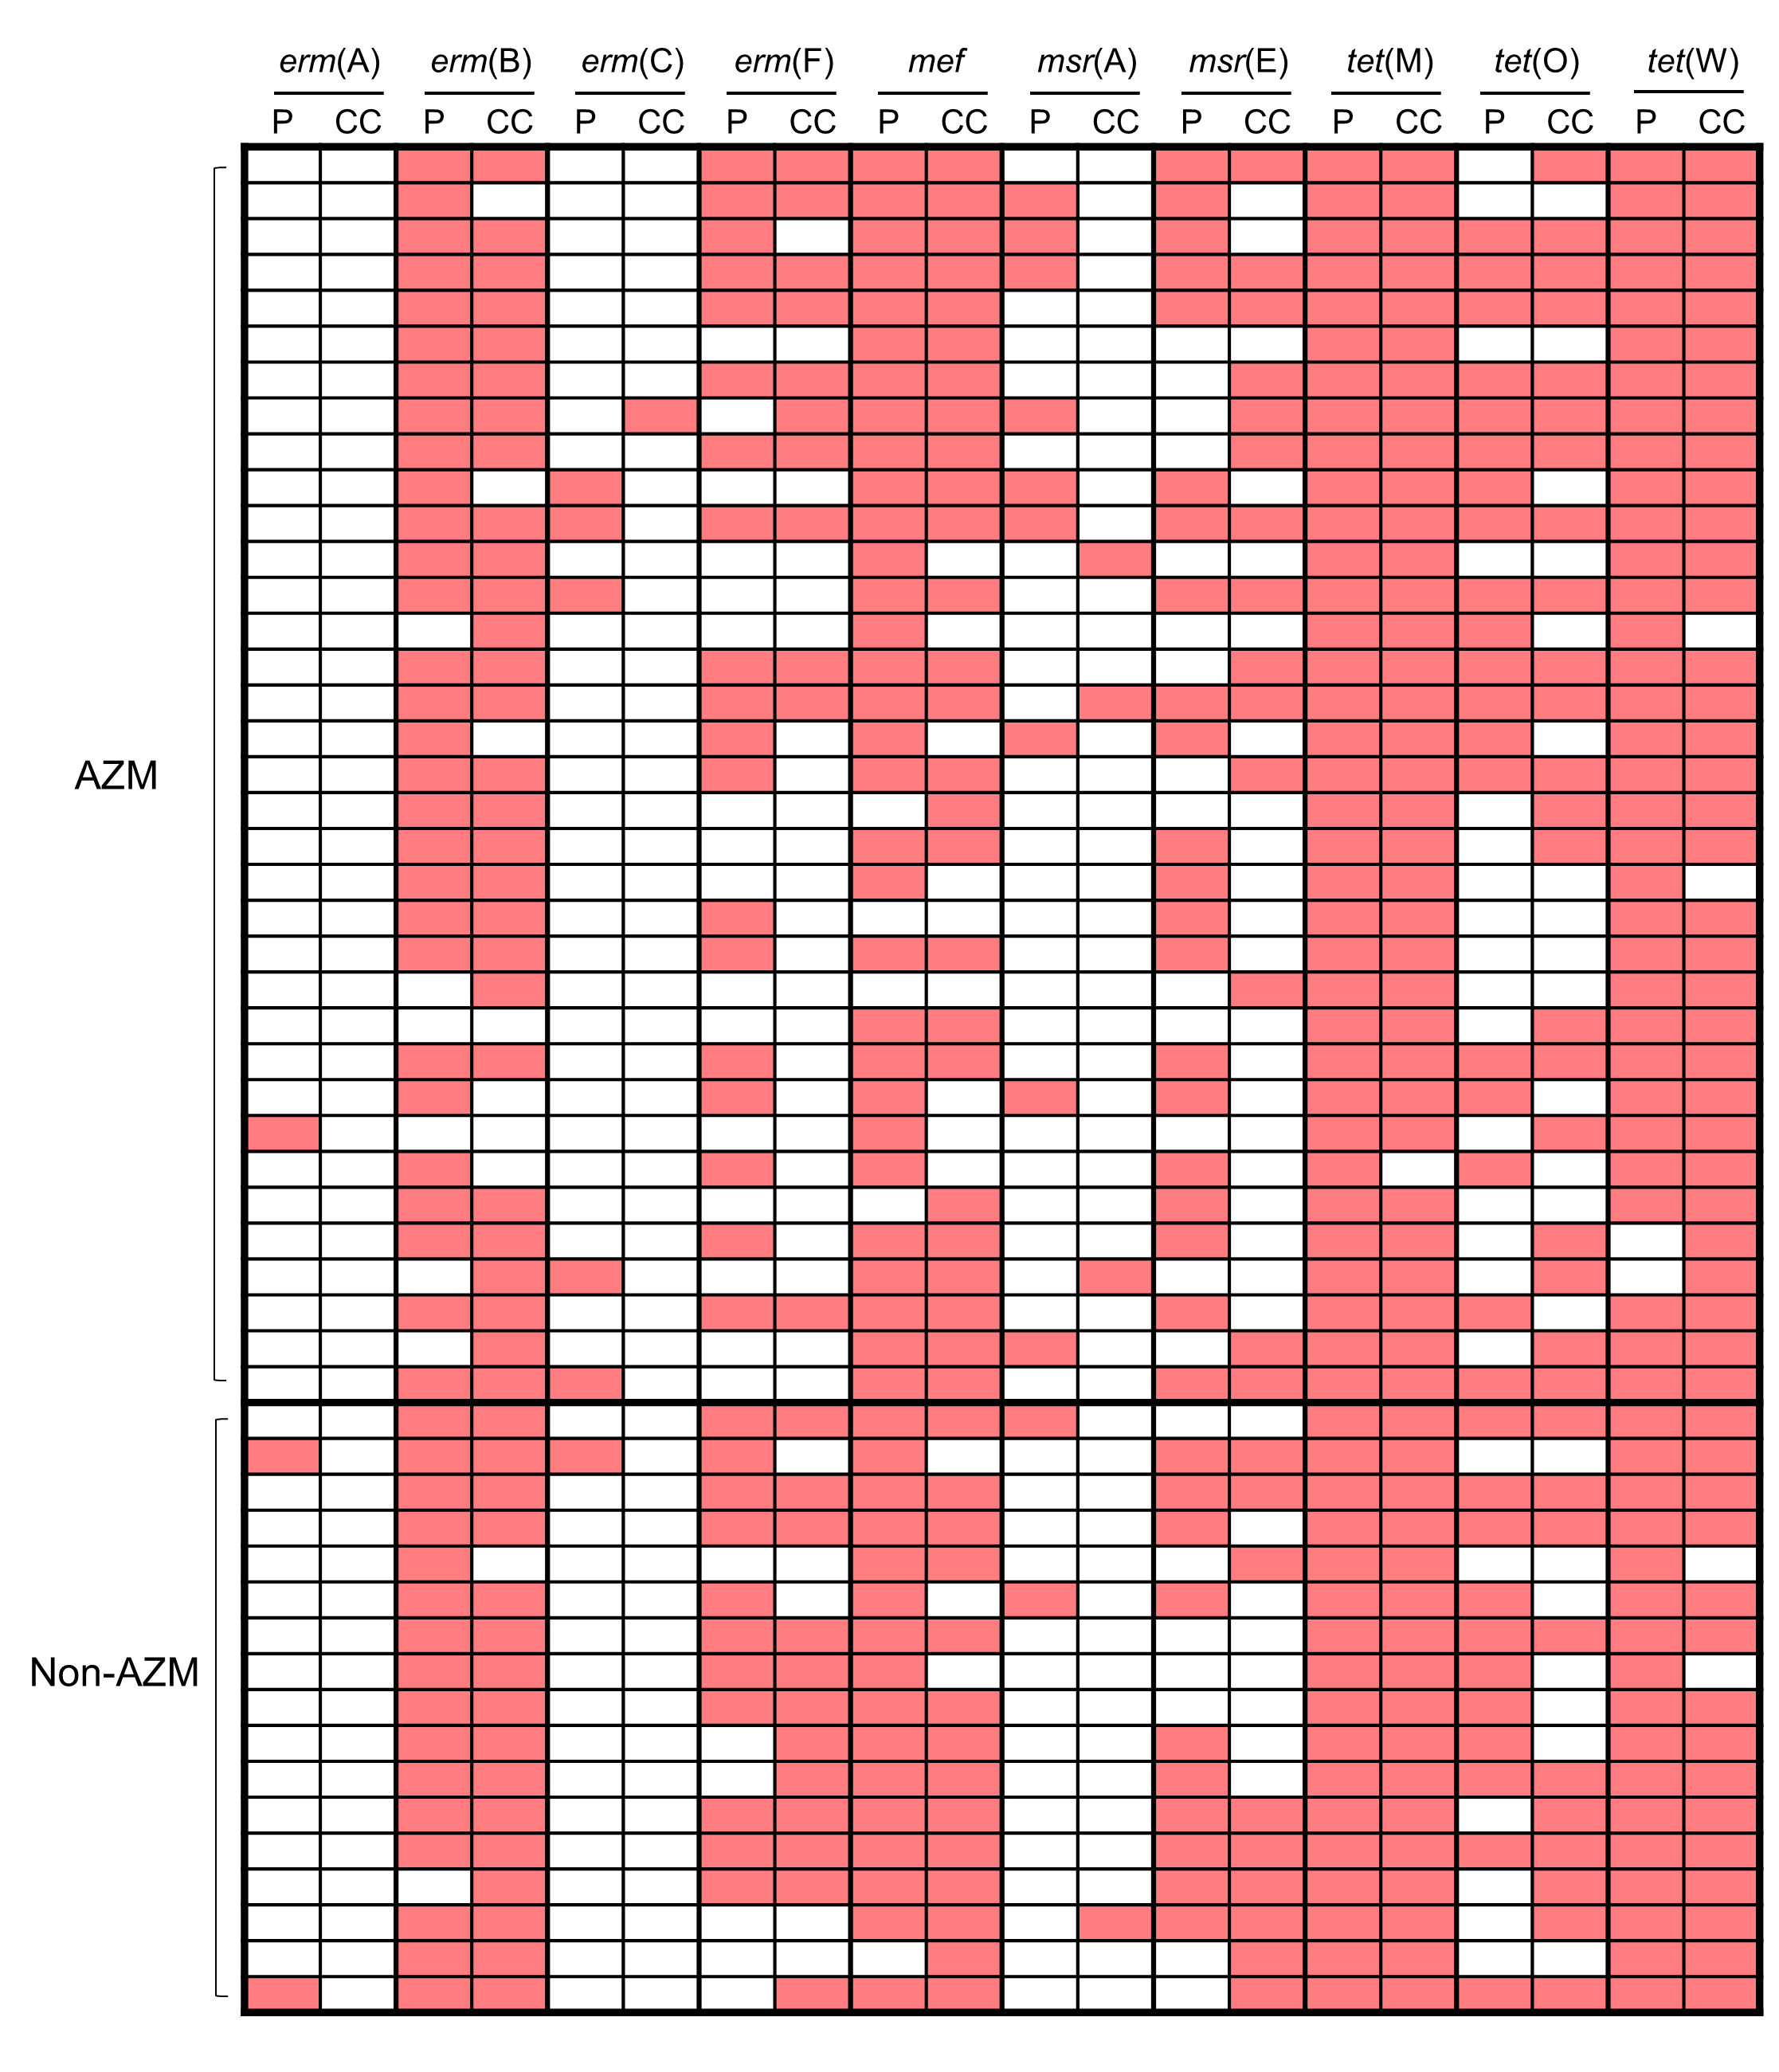 erm(A) erm(B) erm(C) erm(F) mef msr(A) msr(E) tet(M) tet(O) tet(W)
P CC P CC P CC P CC P CC P CC P CC P CC P CC P CC
AZM
Non-AZM